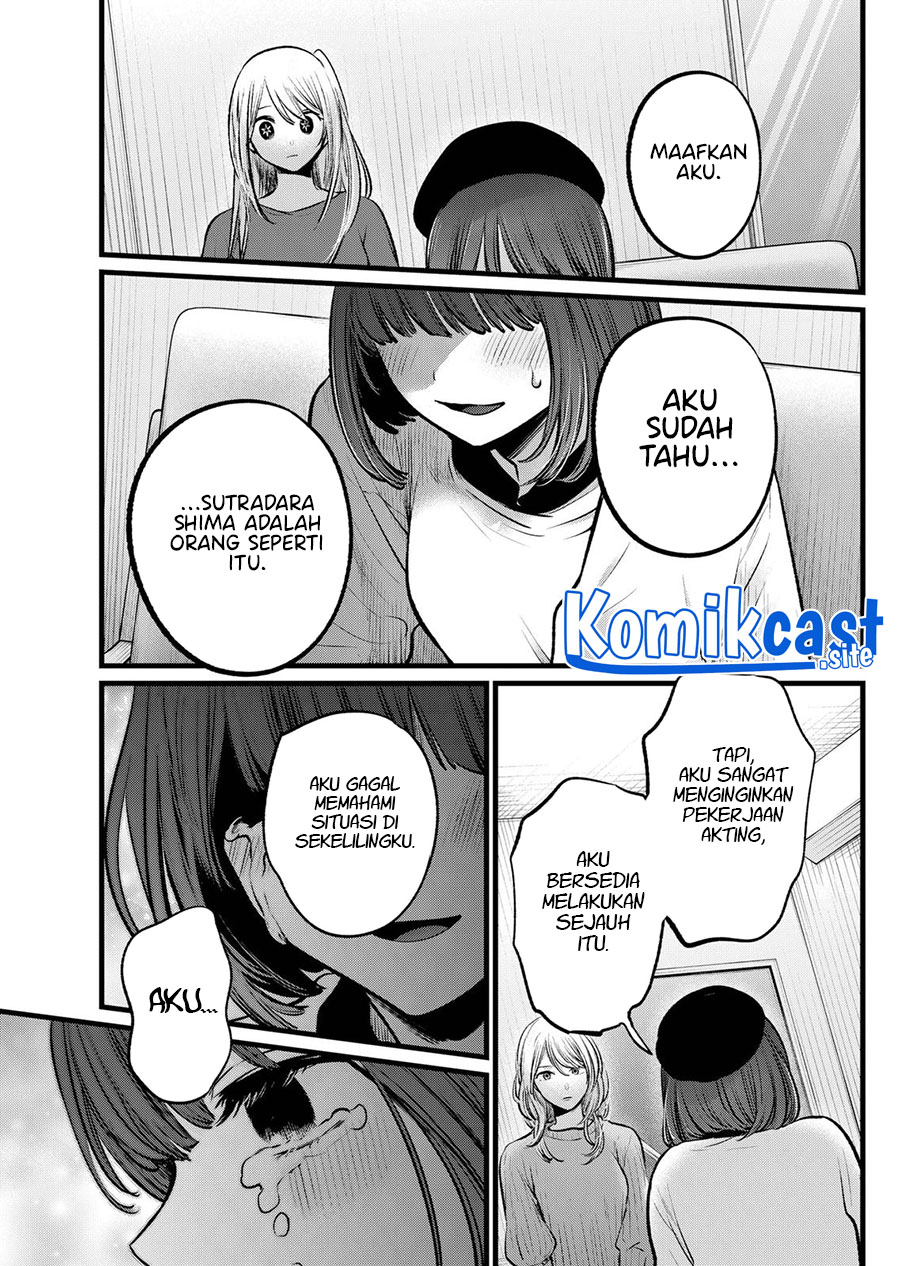 MAAFKAN
AKU.
AKU
SUDAH
TAHU...
...SUTRADARA
SHIMA ADALAH
ORANG SEPERTI
ITU.
Komikcast
.site
TAPI,
AKU SANGAT
MENGINGINKAN
PEKERJAAN
AKTING,
AKU
BERSEDIA
MELAKUKAN
SEJAUH
ITU.
AKU GAGAL
MEMAHAMI
SITUASI DI
SEKELILINGKU.
AKU...